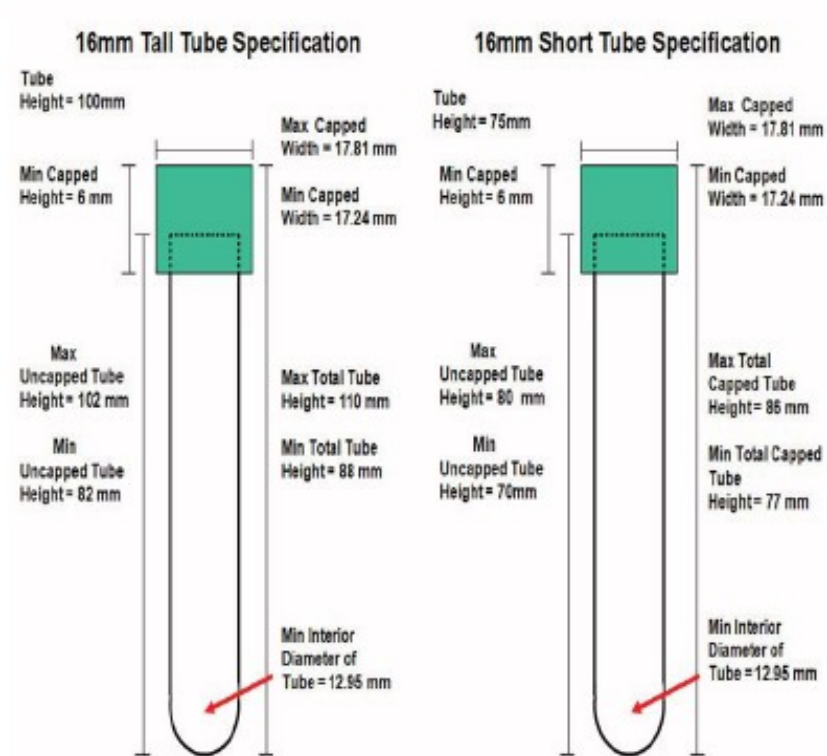 16mm Tall Tube Specification
Tube
Height= 100mm
Max Capped
Width = 17.81 mm
Min Capped
Height= 6 mm
Min Capped
Width = 17.24 mm
Max
Uncapped Tube
Height= 102 mm
Max Total Tube
Height= 110 mm
Min
Uncapped Tube
Height= 82 mm
Min Total Tube
Height= 88 mm
Min Interior
Diameter of
Tube = 12.95 mm
16mm Short Tube Specification
Tube
Height= 75mm
Max Capped
Width = 17.81 mm
Min Capped
Height= 6 mm
Min Capped
Width = 17.24 mm
Max
Uncapped Tube
Height= 80 mm
Max Total
Capped Tube
Height= 86 mm
Min
Uncapped Tube
Height= 70mm
Min Total Capped
Tube
Height= 77 mm
Min Interior
Diameter of
Tube = 12.95 mm